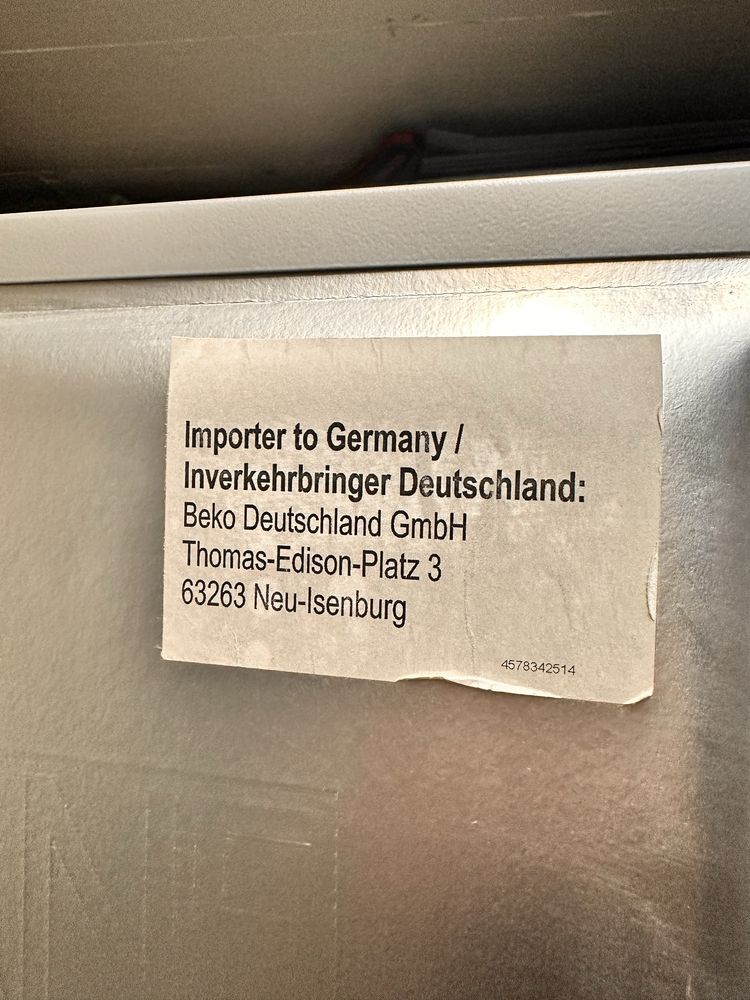 Importer to Germany /
Inverkehrbringer Deutschland:
Beko Deutschland GmbH
Thomas-Edison-Platz 3
63263 Neu-Isenburg
4578342514